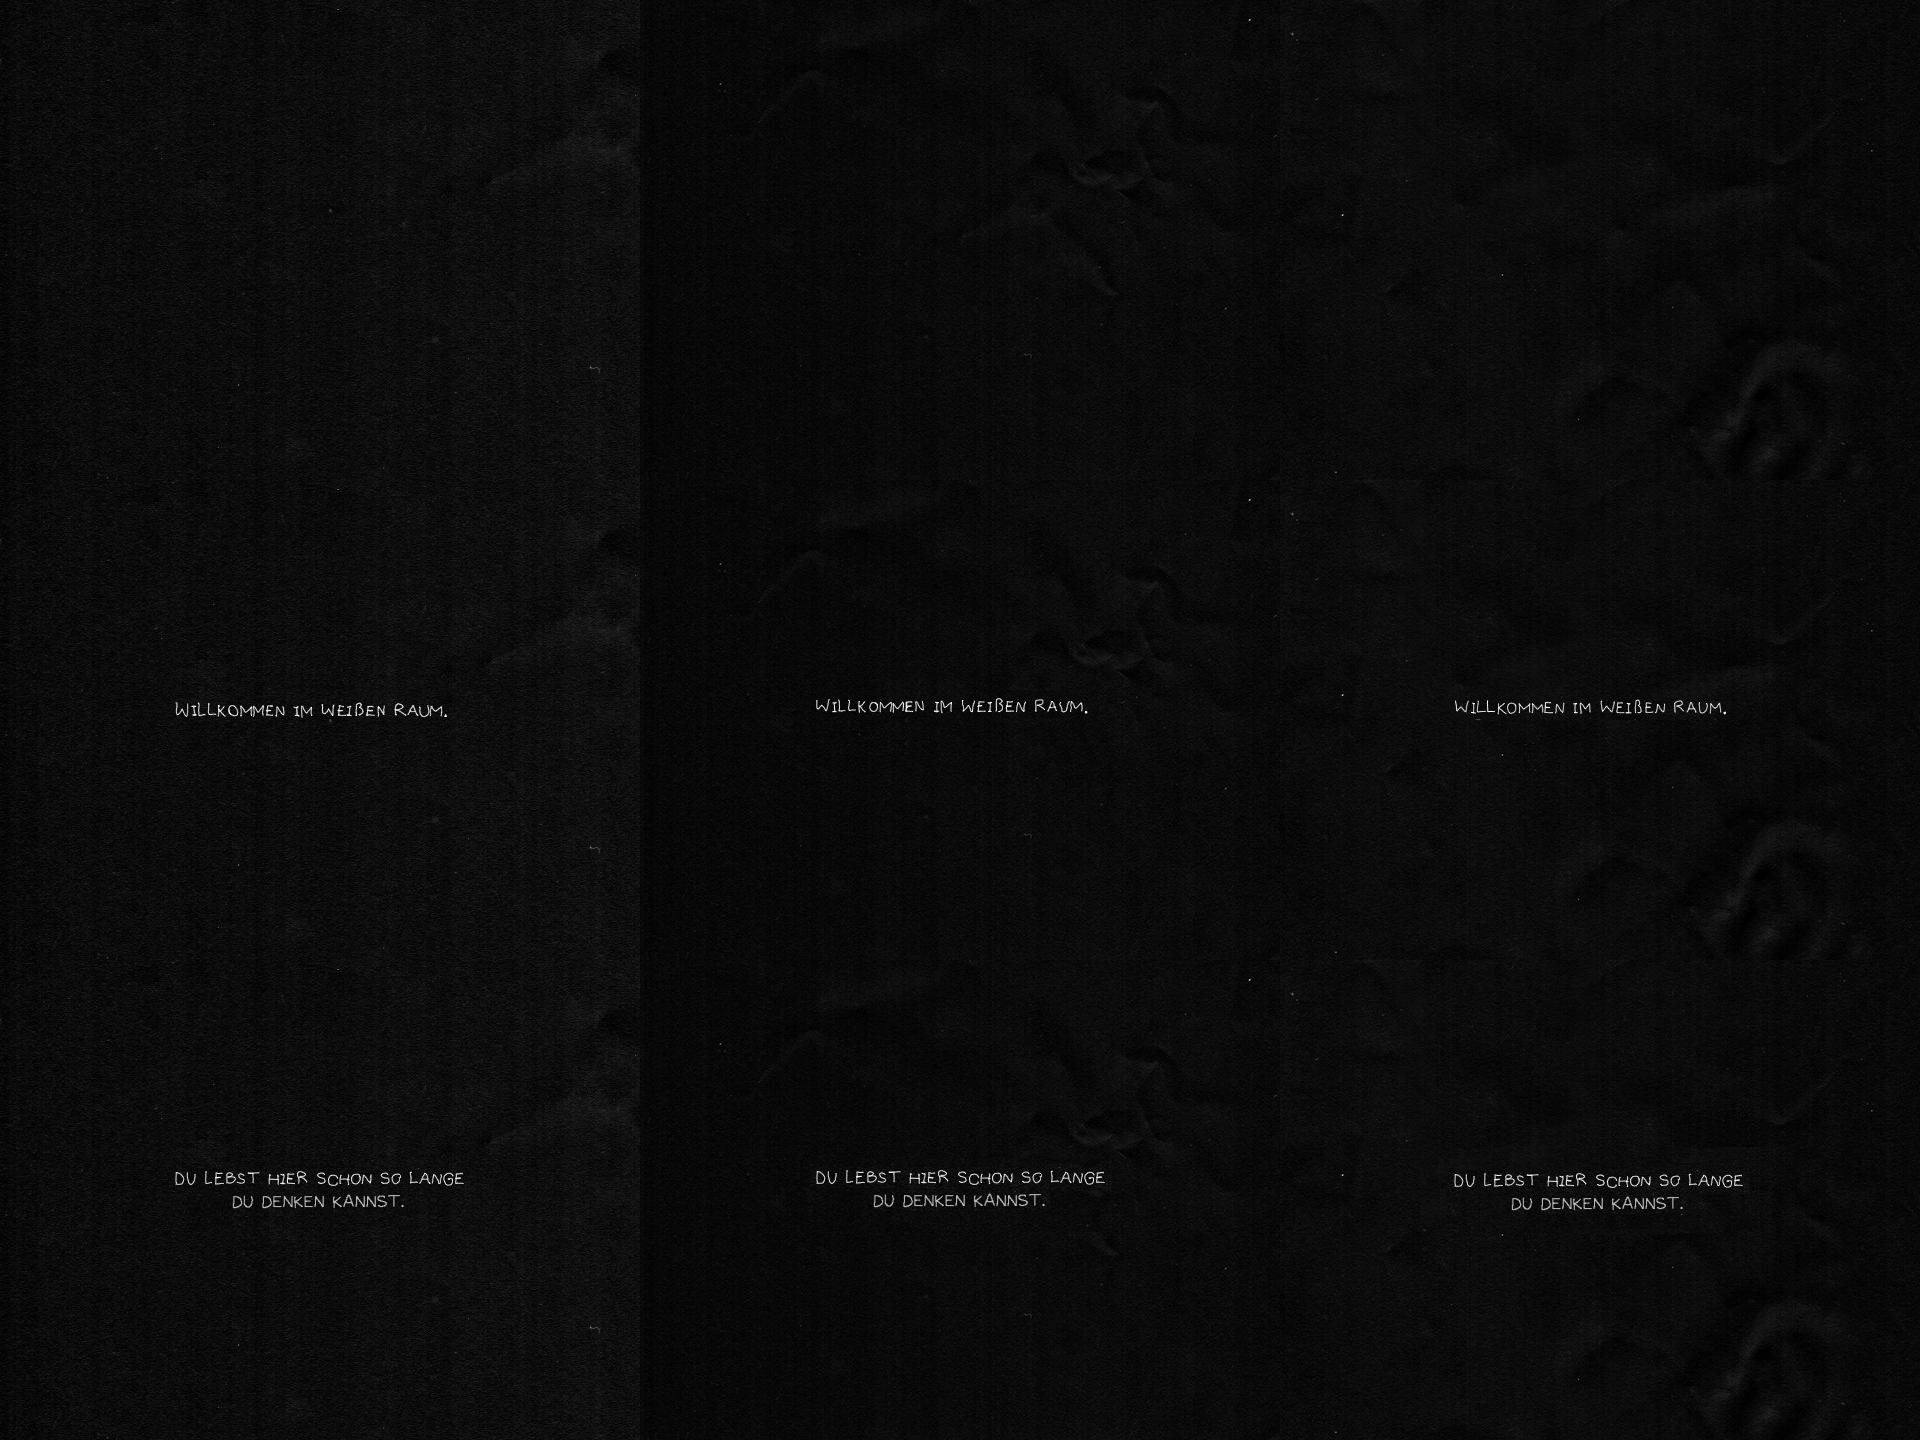 WILLKOMMEN IM WEIßEN RAUM.
WILLKOMMEN IM WEIßEN RAUM.
WILLKOMMEN IM WEIßEN RAUM.
DU LEBST HIER SCHON SO LANGE
DU DENKEN KANNST.
DU LEBST HIER SCHON SO LANGE
DU DENKEN KANNST.
DU LEBST HIER SCHON SO LANGE
DU DENKEN KANNST.